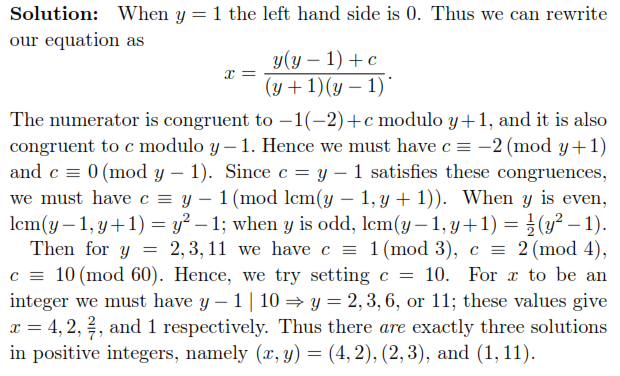 Solution: When y = 1 the left hand side is 0. Thus we can rewrite
our equation as
x = \frac{y(y − 1) + c}{(y + 1)(y − 1)}.
The numerator is congruent to −1(−2)+c modulo y+1, and it is also
congruent to c modulo y−1. Hence we must have c ≡ −2 (mod y+1)
and c ≡ 0 (mod y − 1). Since c = y − 1 satisfies these congruences,
we must have c ≡ y − 1 (mod lcm(y − 1, y + 1)). When y is even,
lcm(y−1, y+1) = y² −1; when y is odd, lcm(y−1, y+1) = \frac{1}{2}(y² −1).
Then for y = 2, 3, 11 we have c ≡ 1 (mod 3), c ≡ 2 (mod 4),
c ≡ 10 (mod 60). Hence, we try setting c = 10. For x to be an
integer we must have y − 1 | 10 ⇒ y = 2, 3, 6, or 11; these values give
x = 4, 2, \frac{2}{7}, and 1 respectively. Thus there are exactly three solutions
in positive integers, namely (x, y) = (4, 2), (2, 3), and (1, 11).